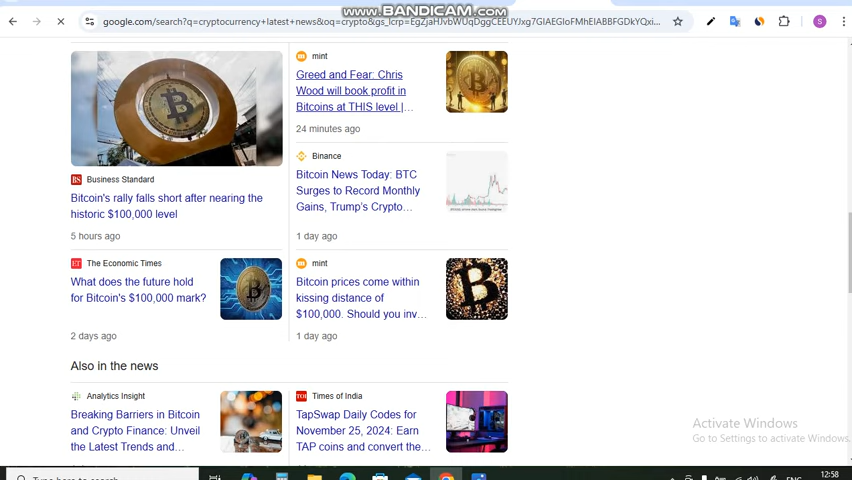 www.BANDICAM.com
google.com/search?q=cryptocurrency+latest+news&oq=crypto&gs_lcrp=
S
mint
Greed and Fear: Chris
Wood will book profit in
Bitcoins at THIS level |...
24 minutes ago
Business Standard
Bitcoin's rally falls short after nearing the
historic $100,000 level
5 hours ago
Binance
Bitcoin News Today: BTC
Surges to Record Monthly
Gains, Trump's Crypto...
1 day ago
The Economic Times
What does the future hold
for Bitcoin's $100,000 mark?
2 days ago
mint
Bitcoin prices come within
kissing distance of
$100,000. Should you inv...
1 day ago
Also in the news
Analytics Insight
Breaking Barriers in Bitcoin
and Crypto Finance: Unveil
the Latest Trends and...
Times of India
TapSwap Daily Codes for
November 25, 2024: Earn
TAP coins and convert the...
Activate Windows
Go to Settings to activate Windows.
Type here to search
ENG
12:58